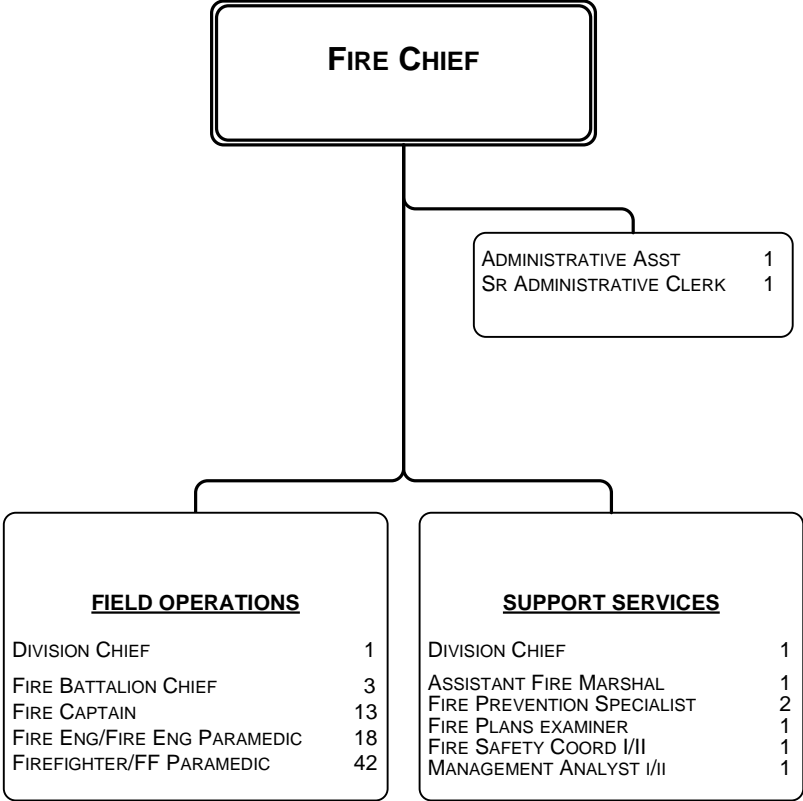 FIRE CHIEF
ADMINISTRATIVE ASST 1
SR ADMINISTRATIVE CLERK 1
FIELD OPERATIONS
DIVISION CHIEF 1
FIRE BATTALION CHIEF 3
FIRE CAPTAIN 13
FIRE ENG/FIRE ENG PARAMEDIC 18
FIREFIGHTER/FF PARAMEDIC 42
SUPPORT SERVICES
DIVISION CHIEF 1
ASSISTANT FIRE MARSHAL 1
FIRE PREVENTION SPECIALIST 2
FIRE PLANS EXAMINER 1
FIRE SAFETY COORD I/II 1
MANAGEMENT ANALYST I/II 1